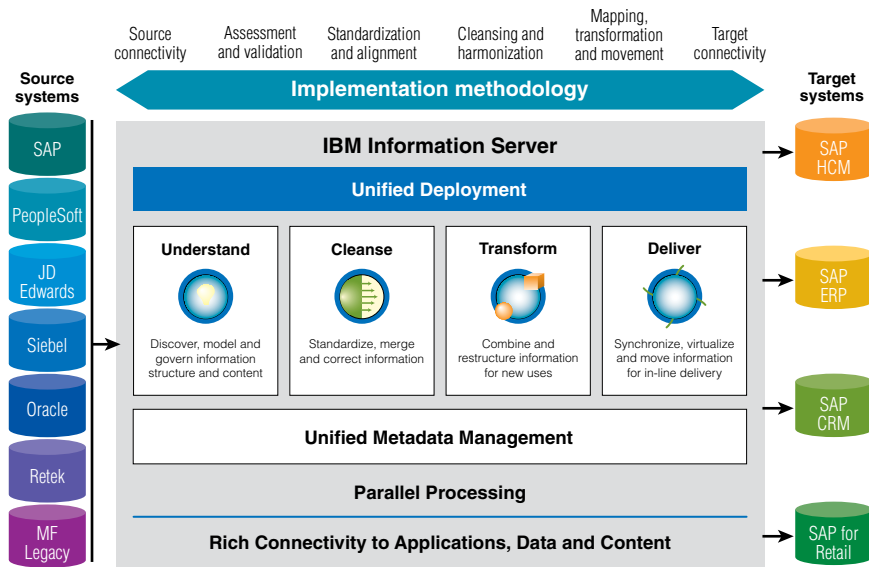 Source
connectivity
Assessment
and validation
Standardization
and alignment
Cleansing and
harmonization
Mapping,
transformation
and movement
Target
connectivity
Implementation methodology
Source
systems
SAP
PeopleSoft
JD
Edwards
Siebel
Oracle
Retek
MF
Legacy
IBM Information Server
Unified Deployment
Understand
Discover, model and
govern information
structure and content
Cleanse
Standardize, merge
and correct information
Transform
Combine and
restructure information
for new uses
Deliver
Synchronize, virtualize
and move information
for in-line delivery
Unified Metadata Management
Parallel Processing
Rich Connectivity to Applications, Data and Content
Target
systems
SAP
HCM
SAP
ERP
SAP
CRM
SAP for
Retail